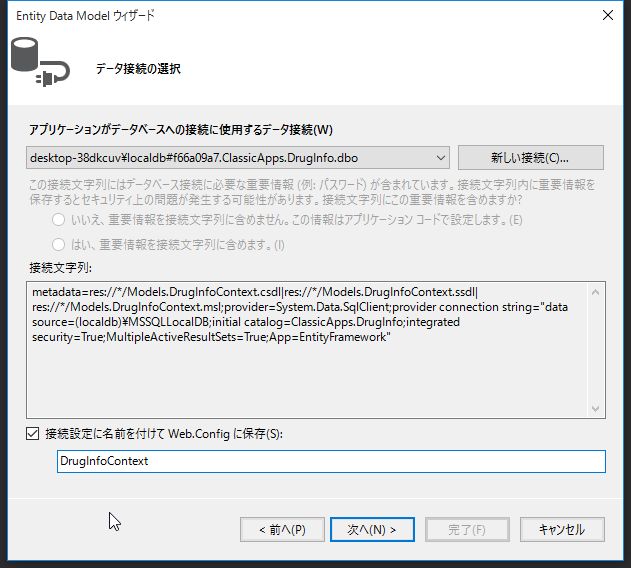 Entity Data Model ウィザード
データ接続の選択
アプリケーションがデータベースへの接続に使用するデータ接続(W)
desktop-38dkcuv¥localdb#f66a09a7.ClassicApps.DrugInfo.dbo
新しい接続(C)...
この接続文字列にはデータベース接続に必要な重要情報 (例: パスワード) が含まれています。接続文字列内に重要情報を
保存するとセキュリティ上の問題が発生する可能性があります。接続文字列にこの重要情報を含めますか?
いいえ、重要情報を接続文字列に含めません。この情報はアプリケーション コードで設定します。(E)
はい、重要情報を接続文字列に含めます。(I)
接続文字列:
metadata=res://*/Models.DrugInfoContext.csdl|res://*/Models.DrugInfoContext.ssdl|
res://*/Models.DrugInfoContext.msl;provider=System.Data.SqlClient;provider connection string="data
source=(localdb)¥MSSQLLocalDB;initial catalog=ClassicApps.DrugInfo;integrated
security=True;MultipleActiveResultSets=True;App=EntityFramework"
接続設定に名前を付けて Web.Config に保存(S):
DrugInfoContext
< 前へ(P)
次へ(N) >
完了(F)
キャンセル